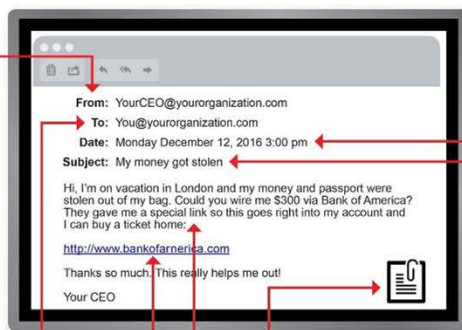 From: YourCEO@yourorganization.com
To: You@yourorganization.com
Date: Monday December 12, 2016 3:00 pm
Subject: My money got stolen
Hi, I'm on vacation in London and my money and passport were
stolen out of my bag. Could you wire me $300 via Bank of America?
They gave me a special link so this goes right into my account and
I can buy a ticket home:
http://www.bankofarnerica.com
Thanks so much. This really helps me out!
Your CEO